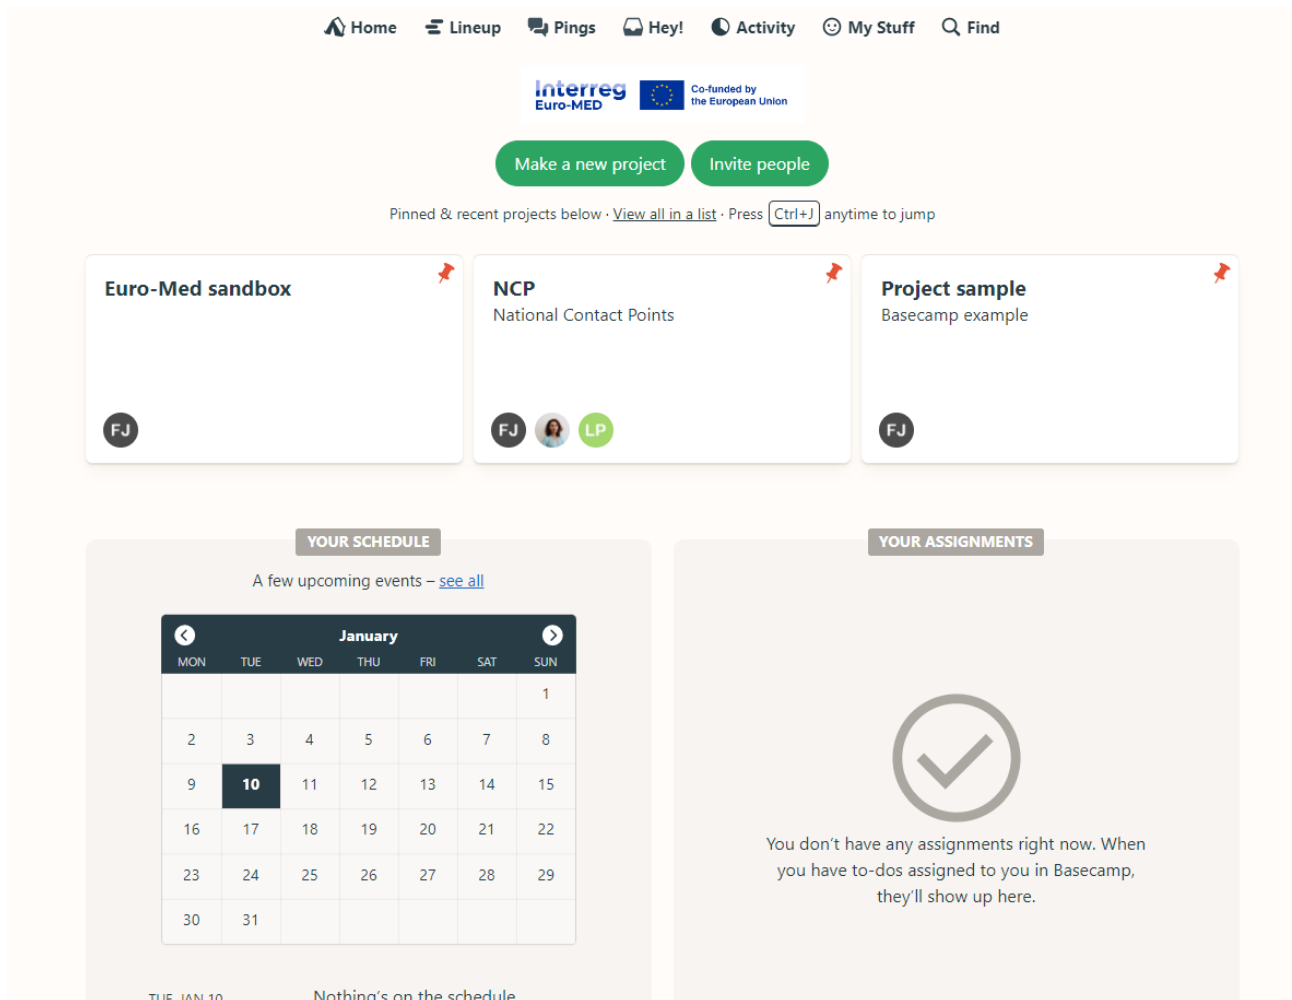 Home Lineup Pings Hey! Activity My Stuff Find
Interreg
Euro-MED
Co-funded by
the European Union
Make a new project Invite people
Pinned & recent projects below · View all in a list · Press Ctrl+J anytime to jump
Euro-Med sandbox
FJ
NCP
National Contact Points
FJ LP
Project sample
Basecamp example
FJ
YOUR SCHEDULE
A few upcoming events – see all
January
MON TUE WED THU FRI SAT SUN
1
2 3 4 5 6 7 8
9 10 11 12 13 14 15
16 17 18 19 20 21 22
23 24 25 26 27 28 29
30 31
TUE, JAN 10 Nothing's on the schedule
YOUR ASSIGNMENTS
You don't have any assignments right now. When
you have to-dos assigned to you in Basecamp,
they'll show up here.